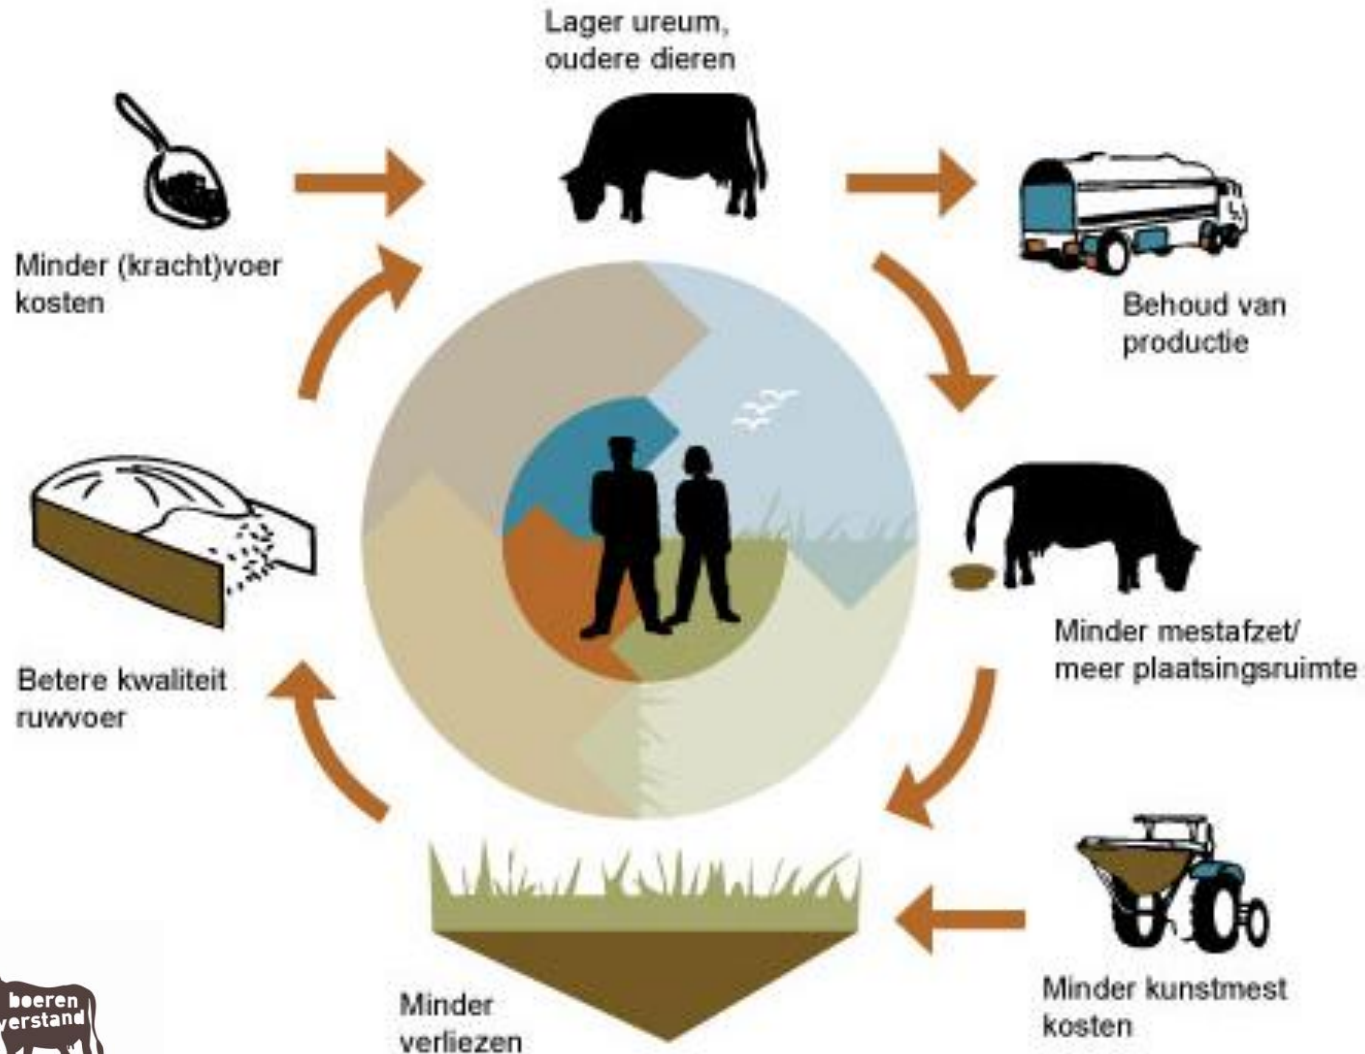 Lager ureum,
oudere dieren
Minder (kracht)voer
kosten
Behoud van
productie
Minder mestafzet/
meer plaatsingsruimte
Betere kwaliteit
ruwvoer
Minder kunstmest
kosten
Minder
verliezen
boeren
verstand